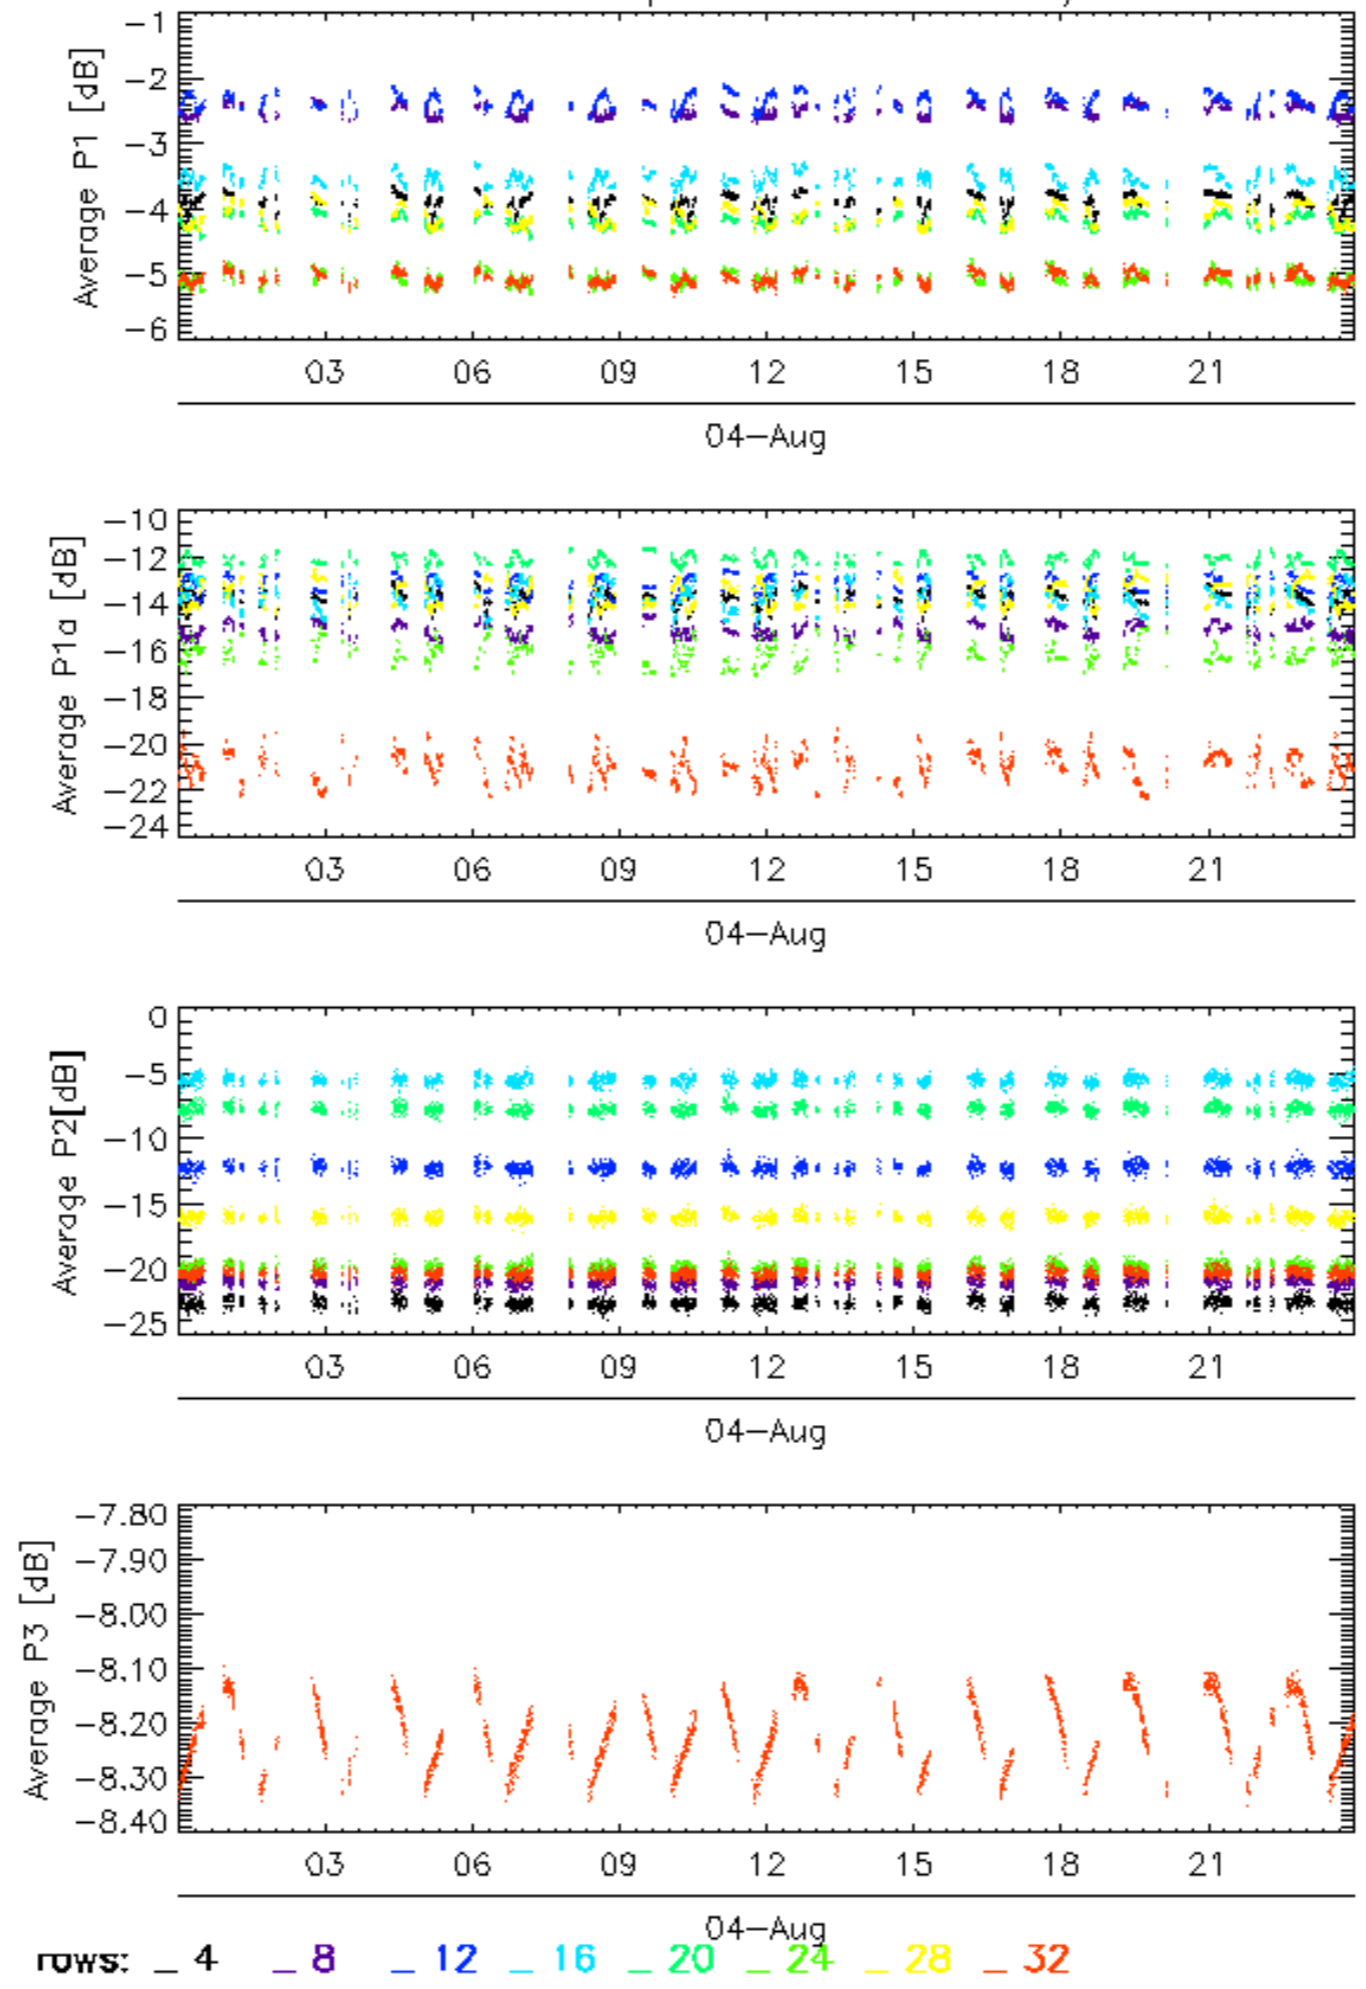 Average P1 [dB]
-1
-2
-3
-4
-5
-6
03 06 09 12 15 18 21
04-Aug
Average P1a [dB]
-10
-12
-14
-16
-18
-20
-22
-24
03 06 09 12 15 18 21
04-Aug
Average P2[dB]
0
-5
-10
-15
-20
-25
03 06 09 12 15 18 21
04-Aug
Average P3 [dB]
-7.80
-7.90
-8.00
-8.10
-8.20
-8.30
-8.40
03 06 09 12 15 18 21
04-Aug
rows: _ 4 _ 8 _ 12 _ 16 _ 20 _ 24 _ 28 _ 32